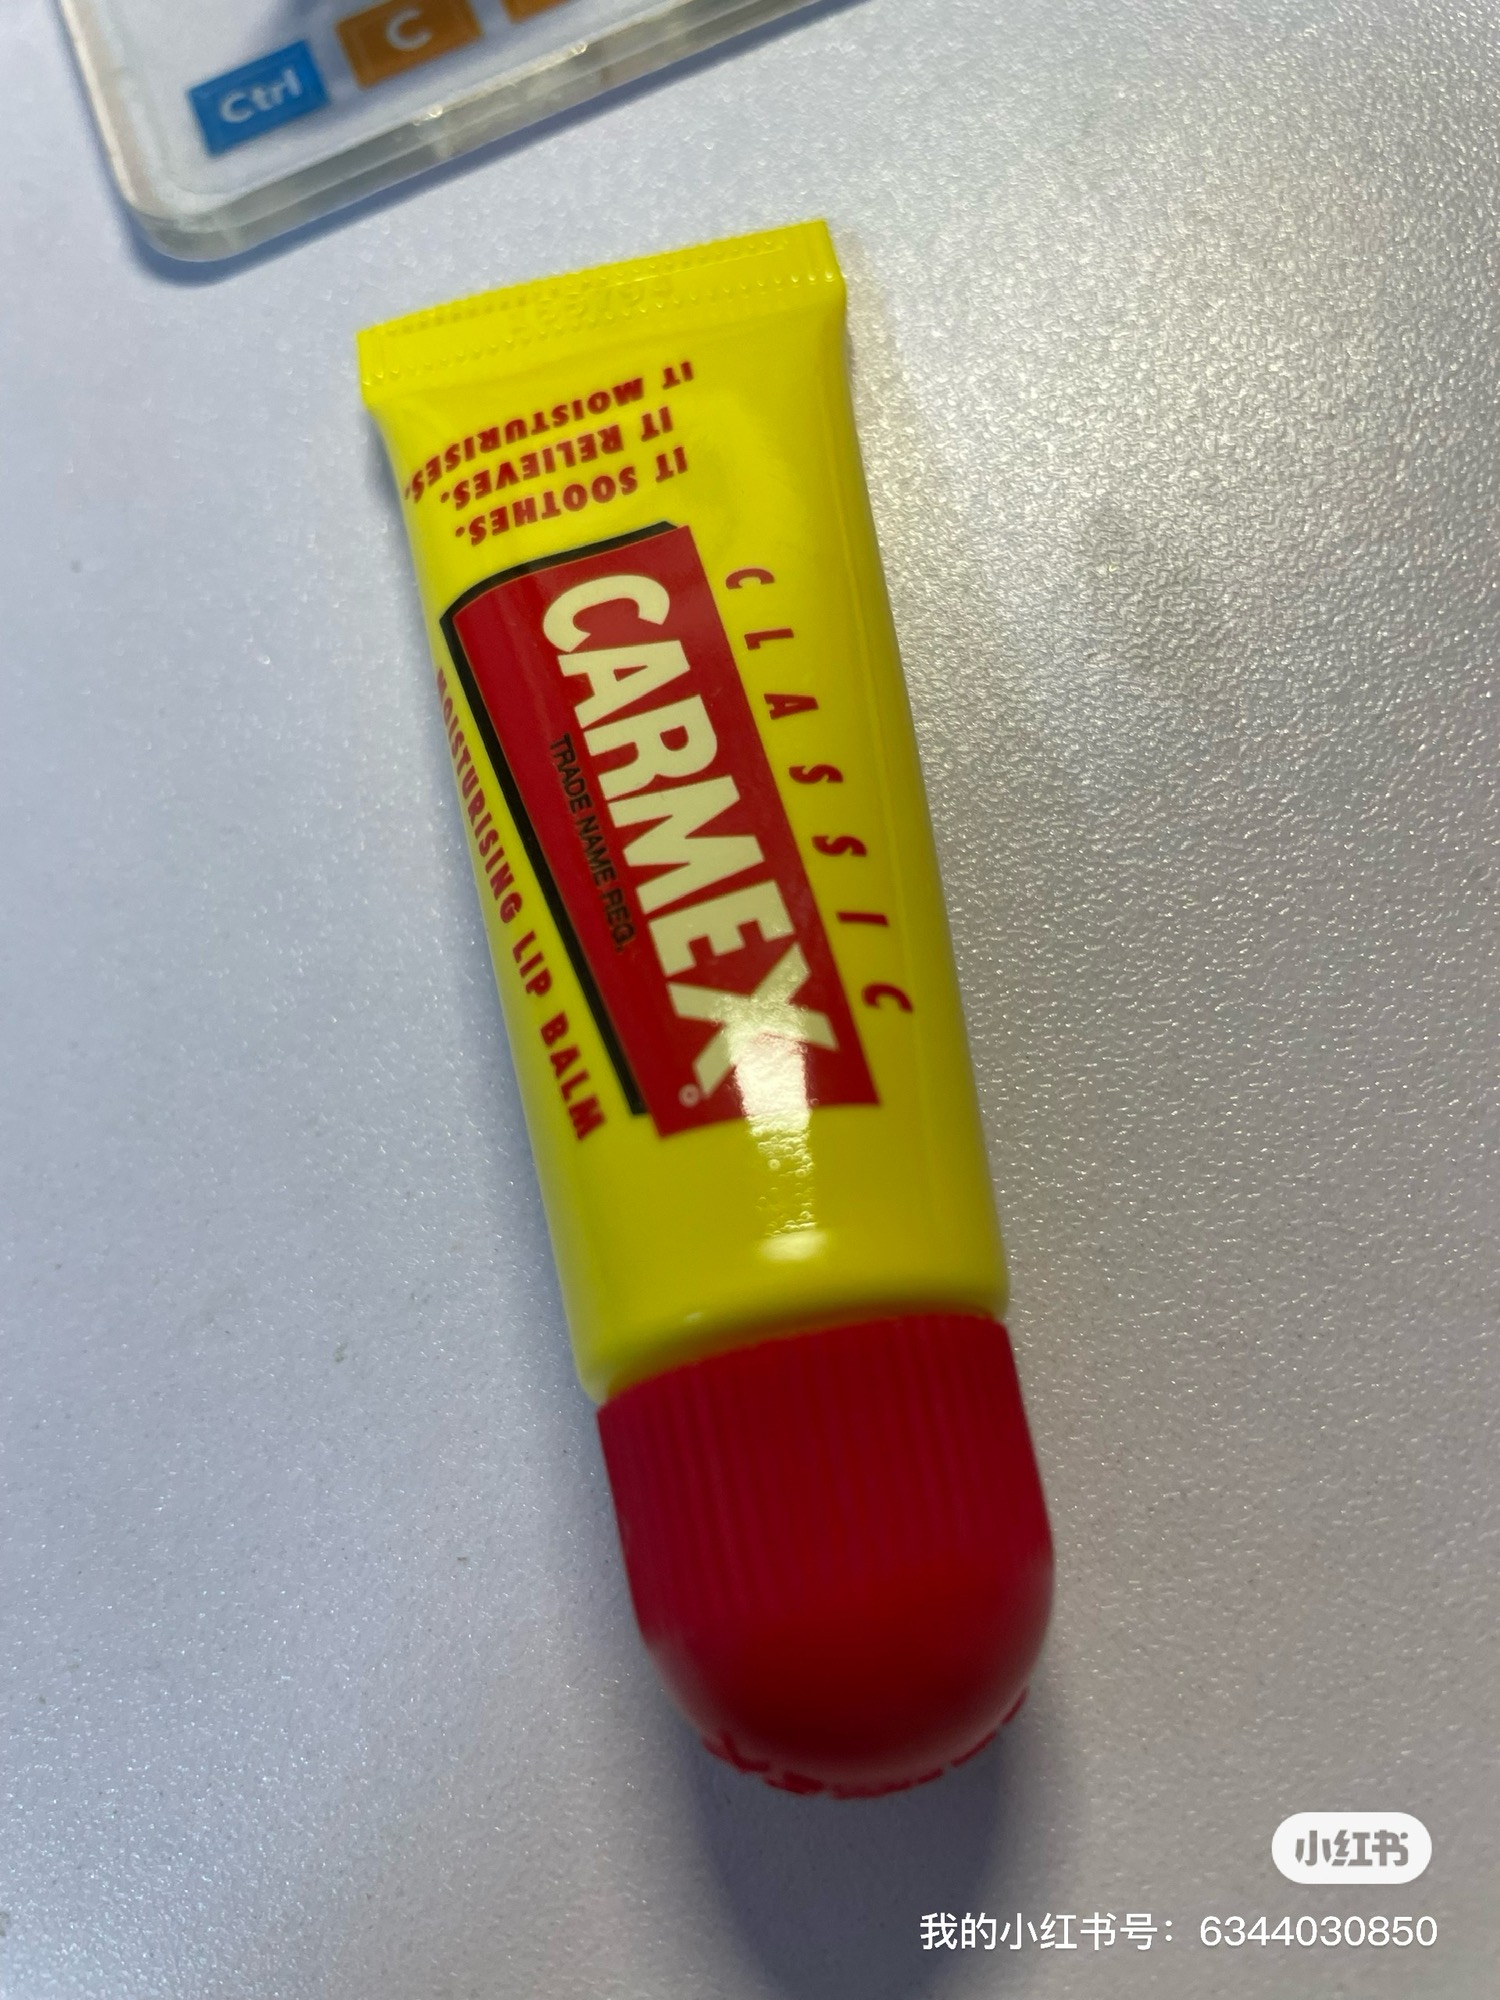 Ctrl
C
IT MOISTURISES.
IT RELIEVES.
IT SOOTHES.
CLASSIC
CARMEX®
TRADE NAME REG.
MOISTURISING LIP BALM
小红书
我的小红书号：6344030850